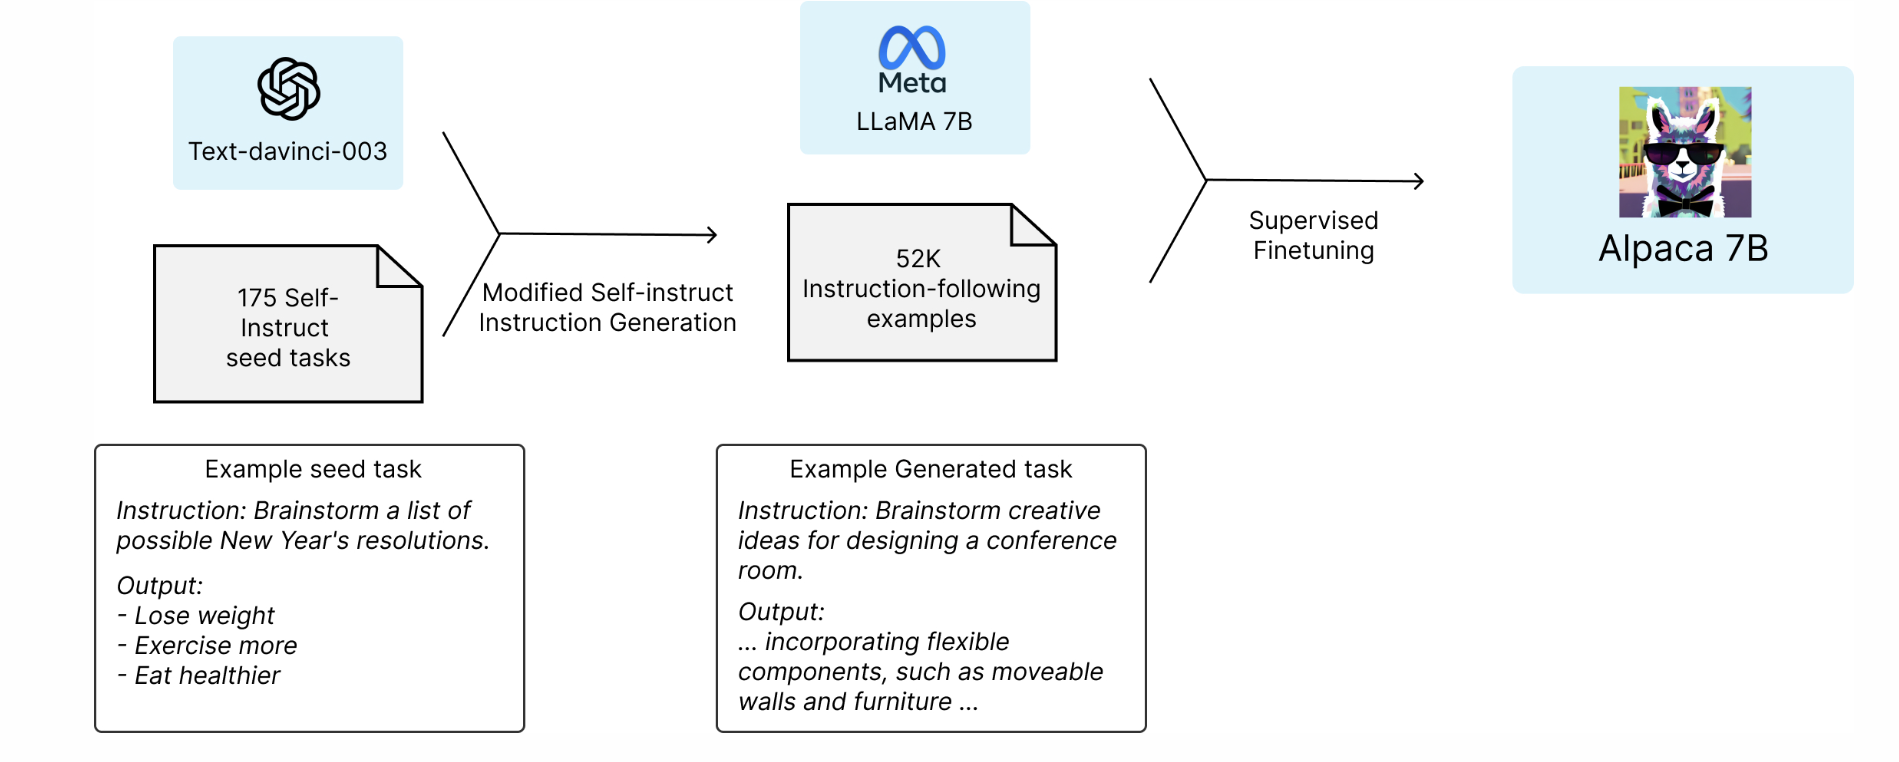 Text-davinci-003
175 Self-
Instruct
seed tasks
Modified Self-instruct
Instruction Generation
Meta
LLaMA 7B
52K
Instruction-following
examples
Supervised
Finetuning
Alpaca 7B
Example seed task
Instruction: Brainstorm a list of
possible New Year's resolutions.
Output:
- Lose weight
- Exercise more
- Eat healthier
Example Generated task
Instruction: Brainstorm creative
ideas for designing a conference
room.
Output:
... incorporating flexible
components, such as moveable
walls and furniture ...